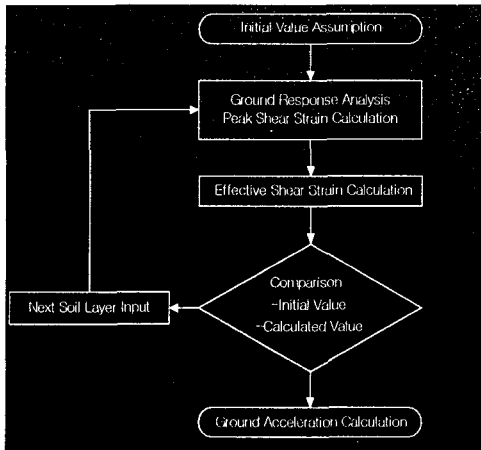 Initial Value Assumption
Ground Response Analysis
Peak Shear Strain Calculation
Effective Shear Strain Calculation
Comparison
-Initial Value
-Calculated Value
Next Soil Layer Input
Ground Acceleration Calculation